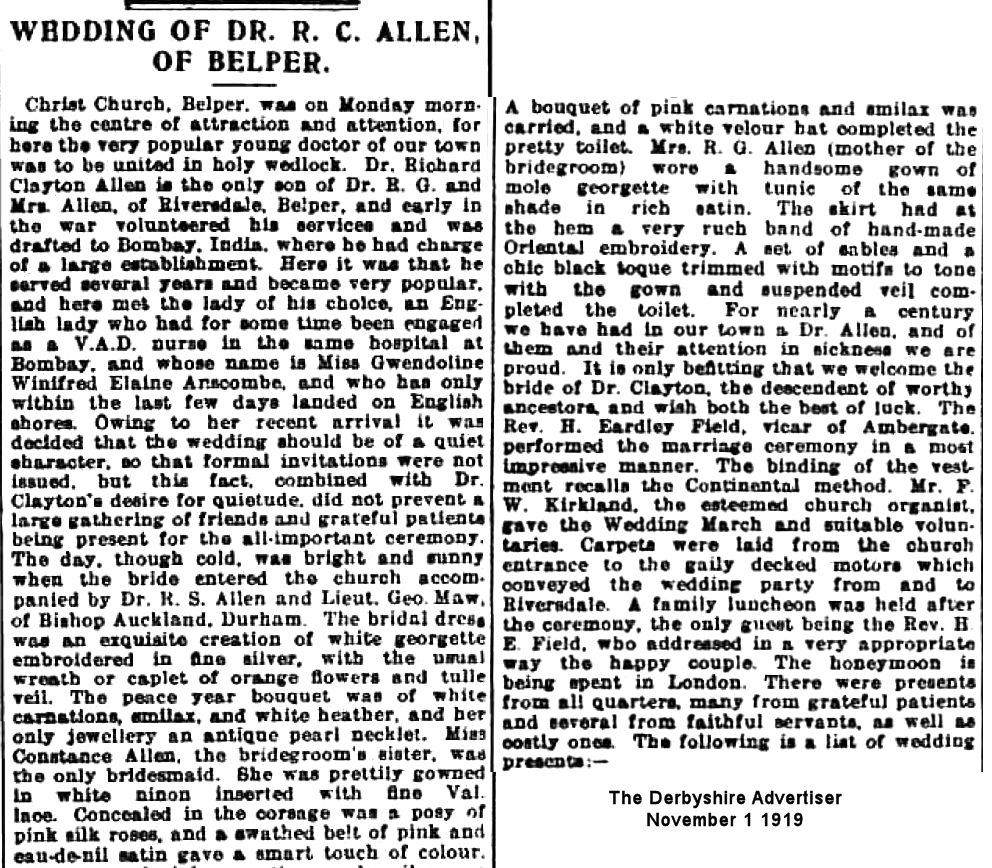 WEDDING OF DR. R. C. ALLEN,
OF BELPER.
Christ Church, Belper, was on Monday morn-
ing the centre of attraction and attention, for
here the very popular young doctor of our town
was to be united in holy wedlock. Dr. Richard
Clayton Allen is the only son of Dr. R. G. and
Mrs. Allen, of Riversdale, Belper, and early in
the war volunteered his services and was
drafted to Bombay, India, where he had charge
of a large establishment. Here it was that he
served several years and became very popular,
and here met the lady of his choice, an Eng-
lish lady who had for some time been engaged
as a V.A.D. nurse in the same hospital at
Bombay, and whose name is Miss Gwendoline
Winifred Elaine Anscombe, and who has only
within the last few days landed on English
shores. Owing to her recent arrival it was
decided that the wedding should be of a quiet
character, so that formal invitations were not
issued, but this fact, combined with Dr.
Clayton's desire for quietude, did not prevent a
large gathering of friends and grateful patients
being present for the all-important ceremony.
The day, though cold, was bright and sunny
when the bride entered the church accom-
panied by Dr. R. S. Allen and Lieut. Geo. Maw,
of Bishop Auckland, Durham. The bridal dress
was an exquisite creation of white georgette
embroidered in fine silver, with the usual
wreath or caplet of orange flowers and tulle
veil. The peace year bouquet was of white
carnations, smilax, and white heather, and her
only jewellery an antique pearl necklet. Miss
Constance Allen, the bridegroom's sister, was
the only bridesmaid. She was prettily gowned
in white ninon inserted with fine Val.
lace. Concealed in the corsage was a posy of
pink silk roses, and a swathed belt of pink and
eau-de-nil satin gave a smart touch of colour.
A bouquet of pink carnations and smilax was
carried, and a white velour hat completed the
pretty toilet. Mrs. R. G. Allen (mother of the
bridegroom) wore a handsome gown of
mole georgette with tunic of the same
shade in rich satin. The skirt had at
the hem a very ruch band of hand-made
Oriental embroidery. A set of sables and a
chic black toque trimmed with motifs to tone
with the gown and suspended veil com-
pleted the toilet. For nearly a century
we have had in our town a Dr. Allen, and of
them and their attention in sickness we are
proud. It is only befitting that we welcome the
bride of Dr. Clayton, the descendent of worthy
ancestors, and wish both the best of luck. The
Rev. H. Eardley Field, vicar of Ambergate,
performed the marriage ceremony in a most
impressive manner. The binding of the vest-
ment recalls the Continental method. Mr. F.
W. Kirkland, the esteemed church organist,
gave the Wedding March and suitable volun-
taries. Carpets were laid from the church
entrance to the gaily decked motors which
conveyed the wedding party from and to
Riversdale. A family luncheon was held after
the ceremony, the only guest being the Rev. H.
E. Field, who addressed in a very appropriate
way the happy couple. The honeymoon is
being spent in London. There were presents
from all quarters, many from grateful patients
and several from faithful servants, as well as
costly ones. The following is a list of wedding
presents:—
The Derbyshire Advertiser
November 1 1919